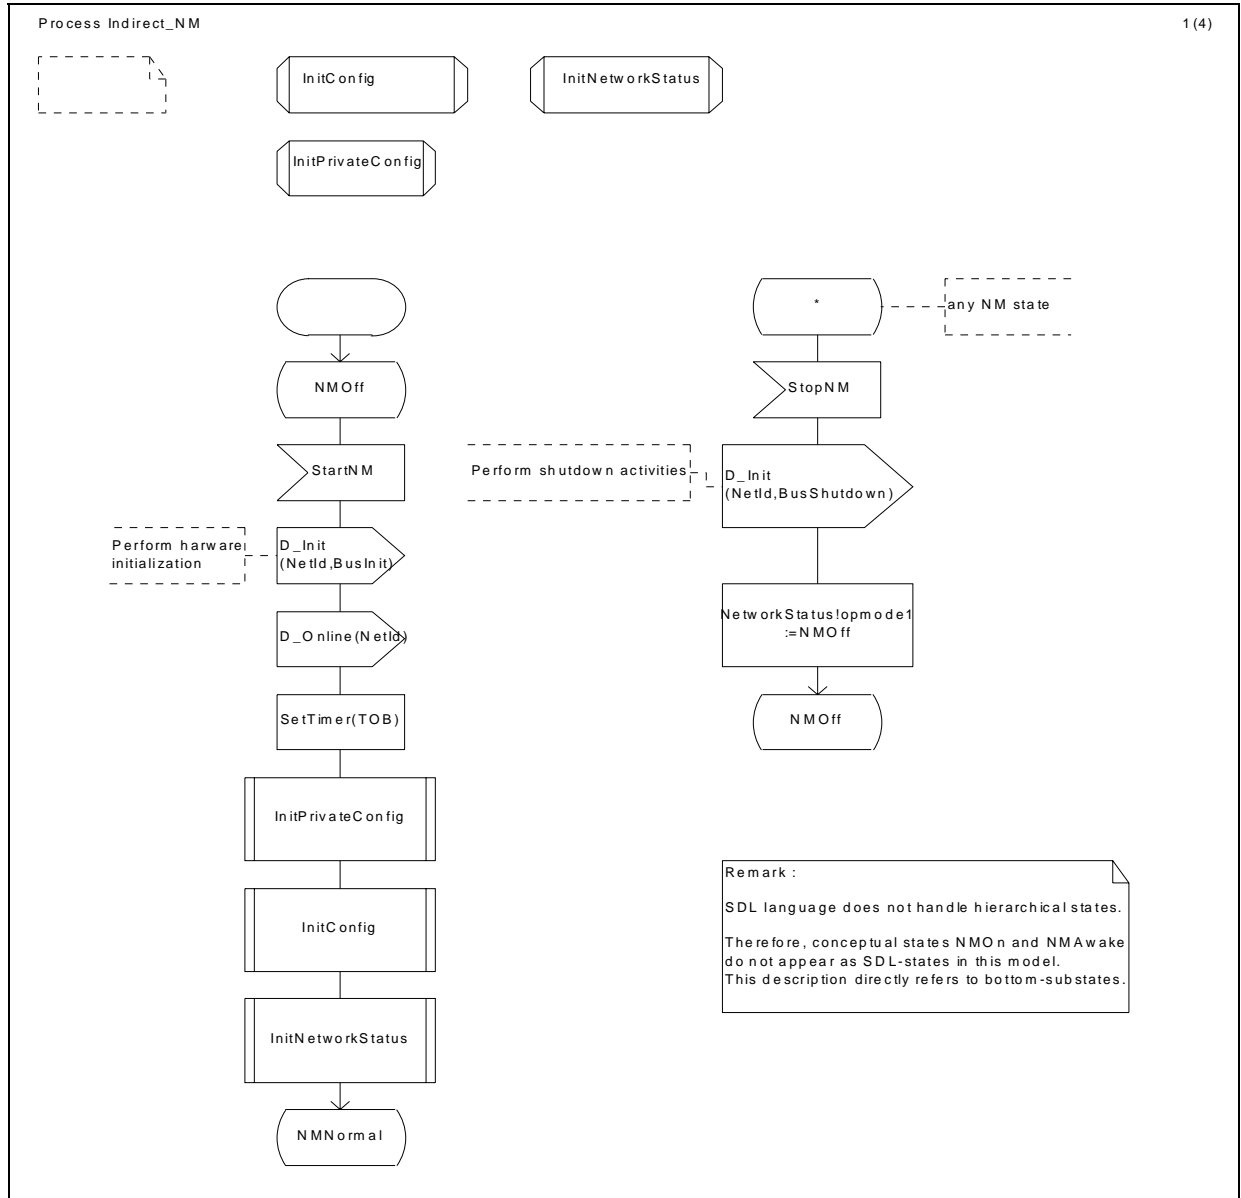 Process Indirect_NM
1(4)
InitConfig
InitNetworkStatus
InitPrivateConfig
NMOff
StartNM
Perform harware
initialization
D_Init
(NetId,BusInit)
D_Online(NetId)
SetTimer(TOB)
InitPrivateConfig
InitConfig
InitNetworkStatus
NMNormal
*
any NM state
StopNM
Perform shutdown activities
D_Init
(NetId,BusShutdown)
NetworkStatus!opmode1
:=NMOff
NMOff
Remark :
SDL language does not handle hierarchical states.
Therefore, conceptual states NMOn and NMAwake
do not appear as SDL-states in this model.
This description directly refers to bottom-substates.